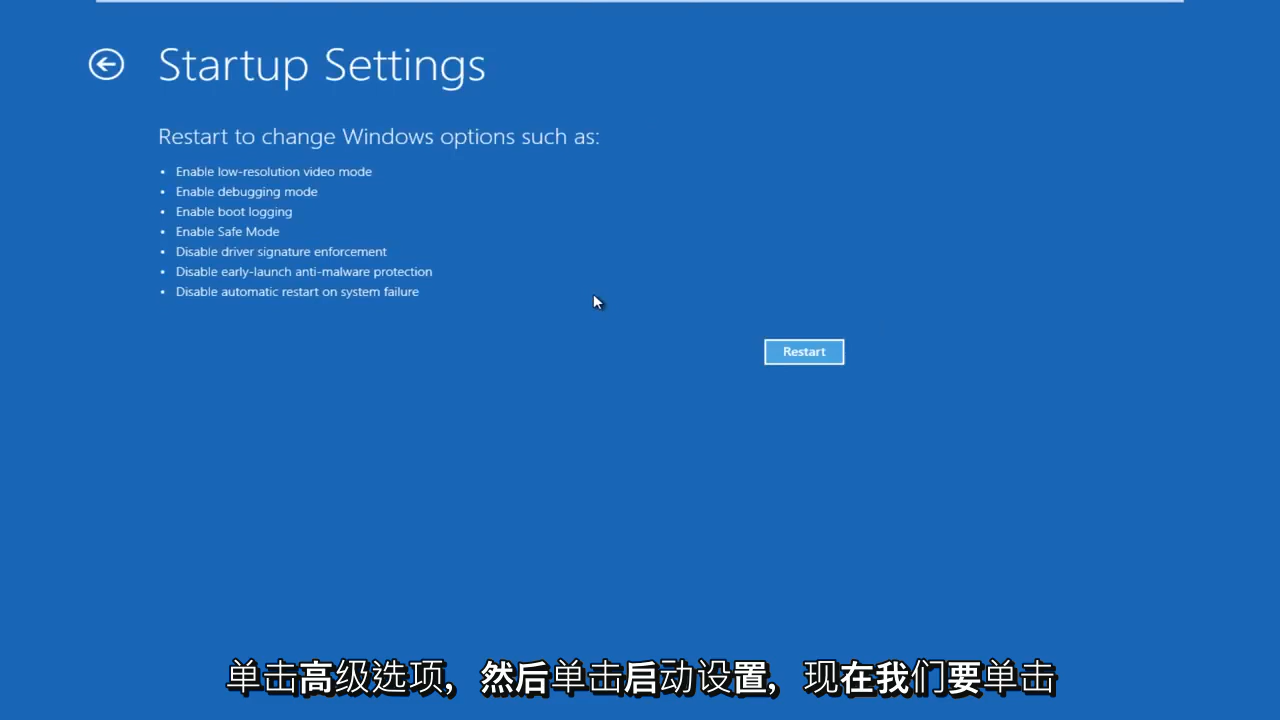 Startup Settings
Restart to change Windows options such as:
• Enable low-resolution video mode
• Enable debugging mode
• Enable boot logging
• Enable Safe Mode
• Disable driver signature enforcement
• Disable early-launch anti-malware protection
• Disable automatic restart on system failure
Restart
单击高级选项，然后单击启动设置，现在我们要单击